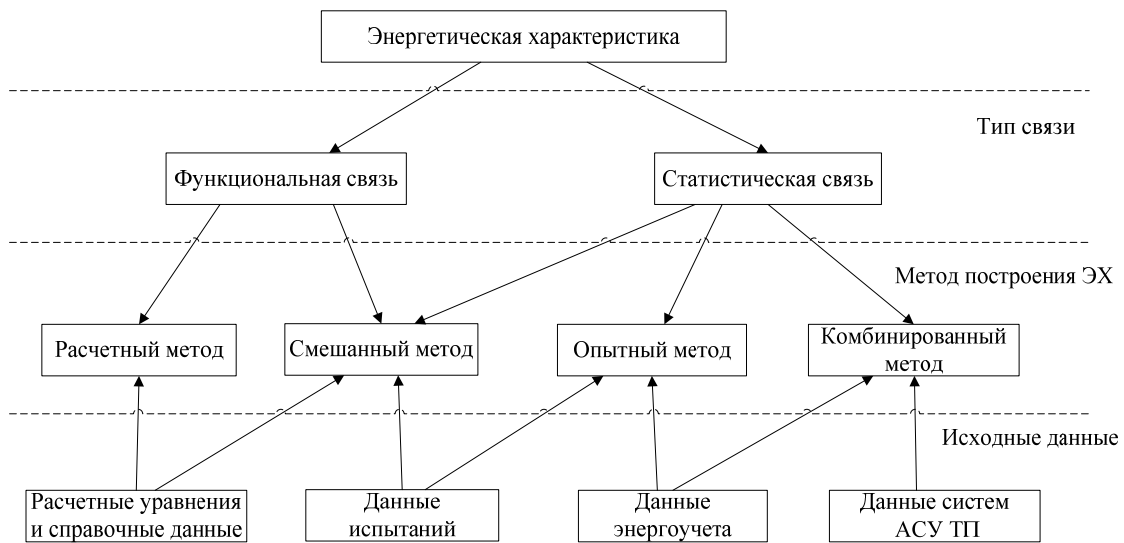 Энергетическая характеристика
Тип связи
Функциональная связь
Статистическая связь
Метод построения ЭХ
Расчетный метод
Смешанный метод
Опытный метод
Комбинированный
метод
Исходные данные
Расчетные уравнения
и справочные данные
Данные
испытаний
Данные
энергоучета
Данные систем
АСУ ТП